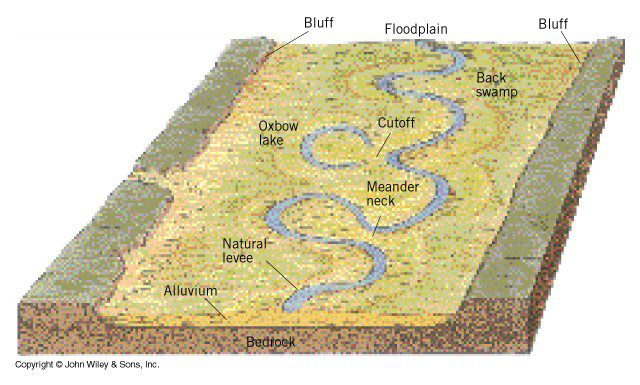 Bluff
Floodplain
Bluff
Back
swamp
Oxbow
lake
Cutoff
Meander
neck
Natural
levee
Alluvium
Bedrock
Copyright © John Wiley & Sons, Inc.